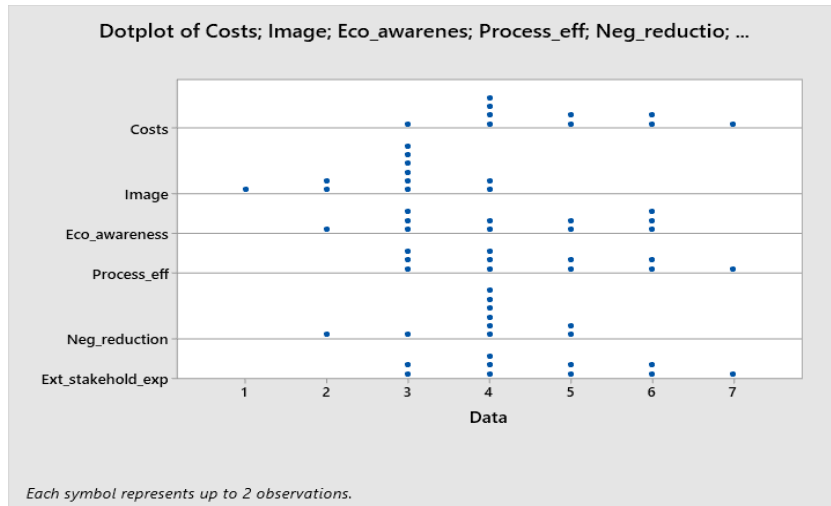 Dotplot of Costs; Image; Eco_awarenes; Process_eff; Neg_reductio; ...
Costs
Image
Eco_awareness
Process_eff
Neg_reduction
Ext_stakehold_exp
1 2 3 4 5 6 7
Data
Each symbol represents up to 2 observations.